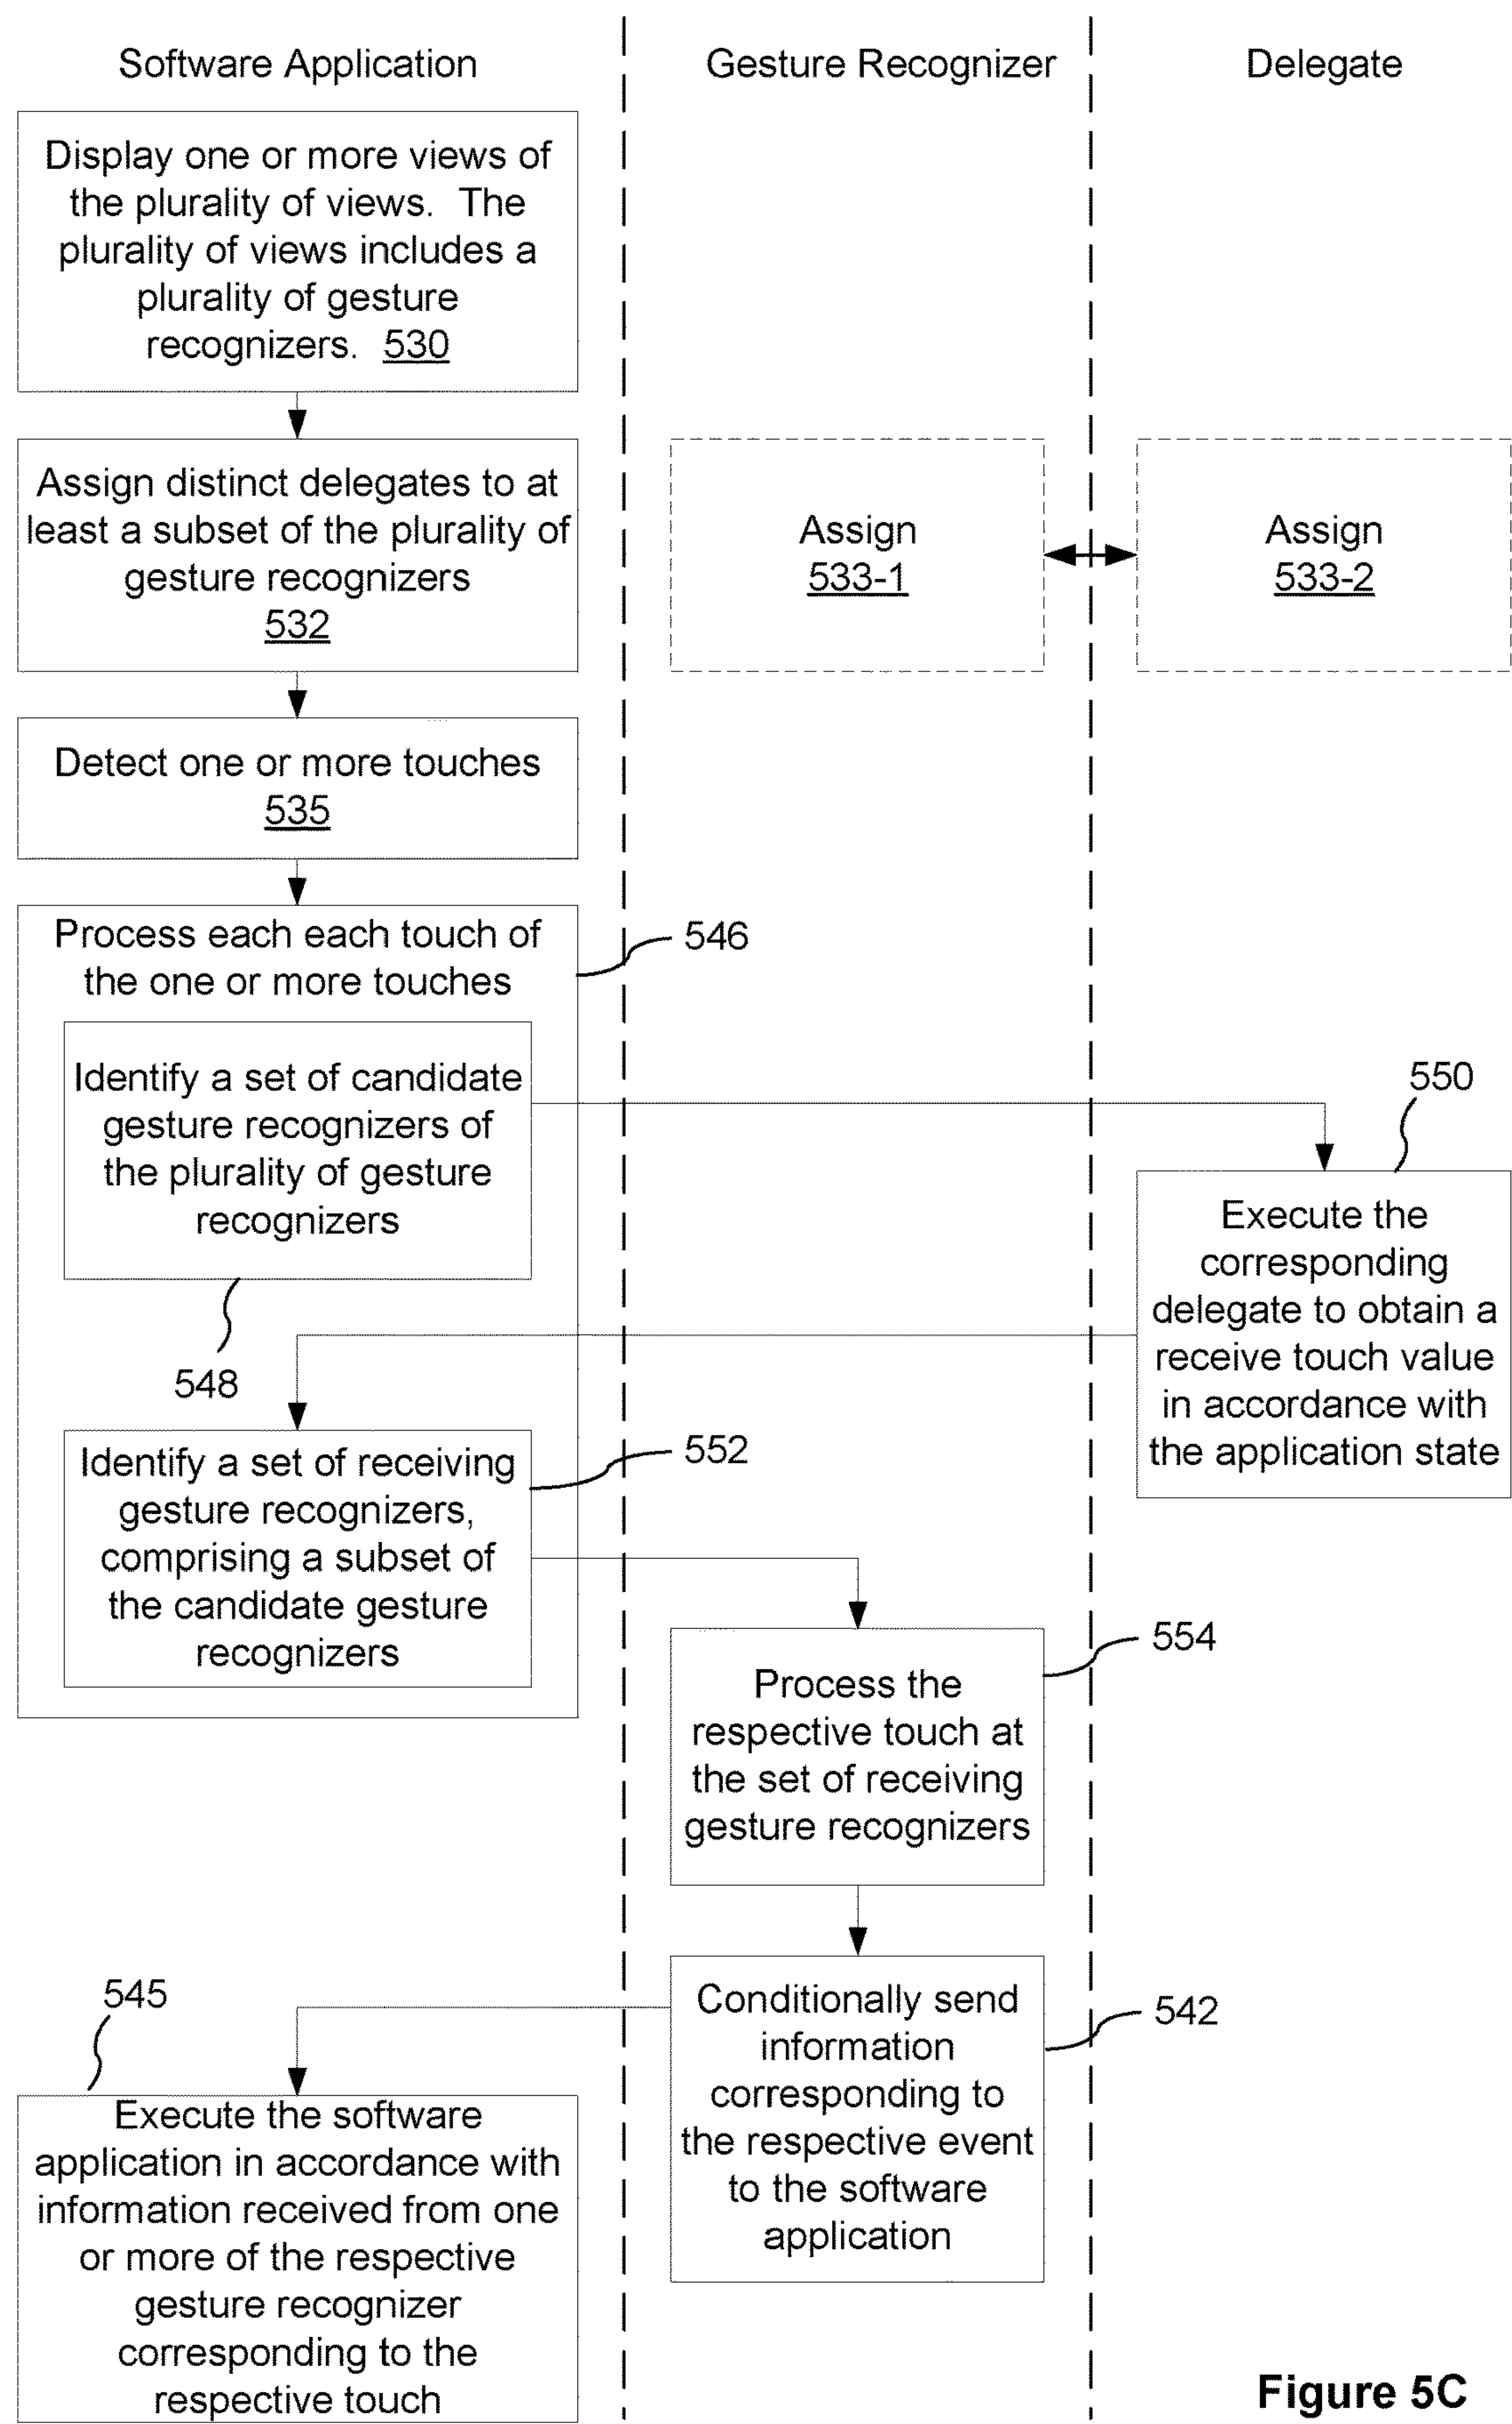 Software Application
Gesture Recognizer
Delegate
Display one or more views of
the plurality of views. The
plurality of views includes a
plurality of gesture
recognizers. 530
Assign distinct delegates to at
least a subset of the plurality of
gesture recognizers
532
Assign
533-1
Assign
533-2
Detect one or more touches
535
Process each each touch of
the one or more touches
546
Identify a set of candidate
gesture recognizers of
the plurality of gesture
recognizers
548
550
Execute the
corresponding
delegate to obtain a
receive touch value
in accordance with
the application state
Identify a set of receiving
gesture recognizers,
comprising a subset of
the candidate gesture
recognizers
552
554
Process the
respective touch at
the set of receiving
gesture recognizers
542
Conditionally send
information
corresponding to
the respective event
to the software
application
545
Execute the software
application in accordance with
information received from one
or more of the respective
gesture recognizer
corresponding to the
respective touch
Figure 5C